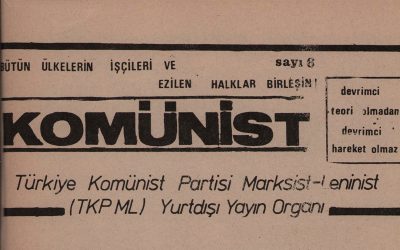 BÜTÜN ÜLKELERİN İŞÇİLERİ VE
EZİLEN HALKLAR BİRLEŞİN!
sayı 8
KOMÜNİST
devrimci
teori olmadan
devrimci
hareket olmaz
Türkiye Komünist Partisi Marksist-Leninist
(TKP ML) Yurtdışı Yayın Organı